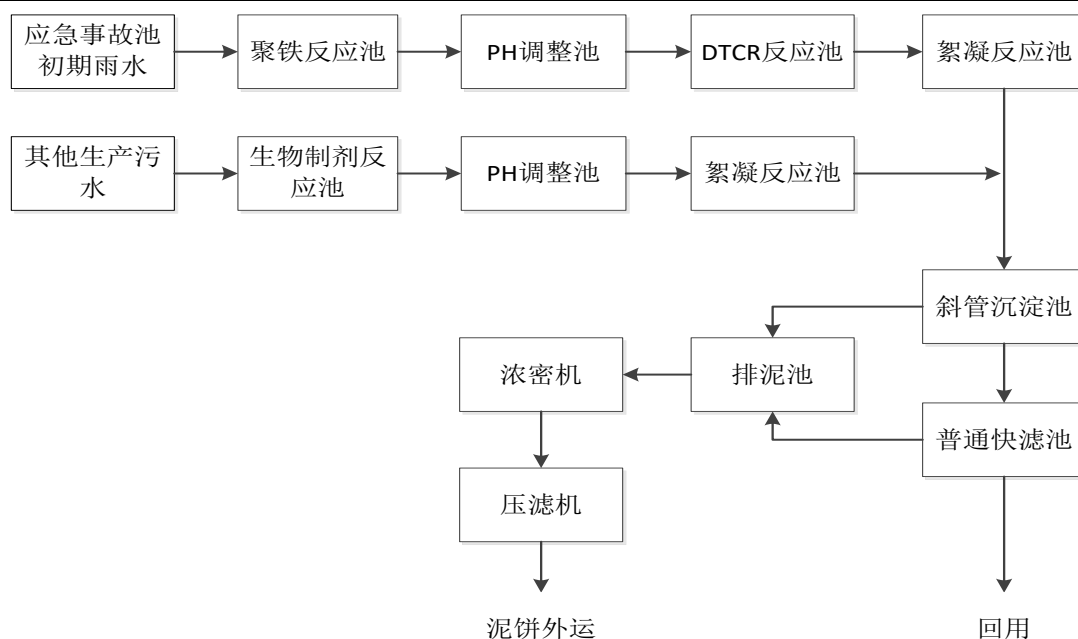 应急事故池
初期雨水
聚铁反应池
PH调整池
DTCR反应池
絮凝反应池
其他生产污
水
生物制剂反
应池
PH调整池
絮凝反应池
斜管沉淀池
浓密机
排泥池
普通快滤池
压滤机
泥饼外运
回用